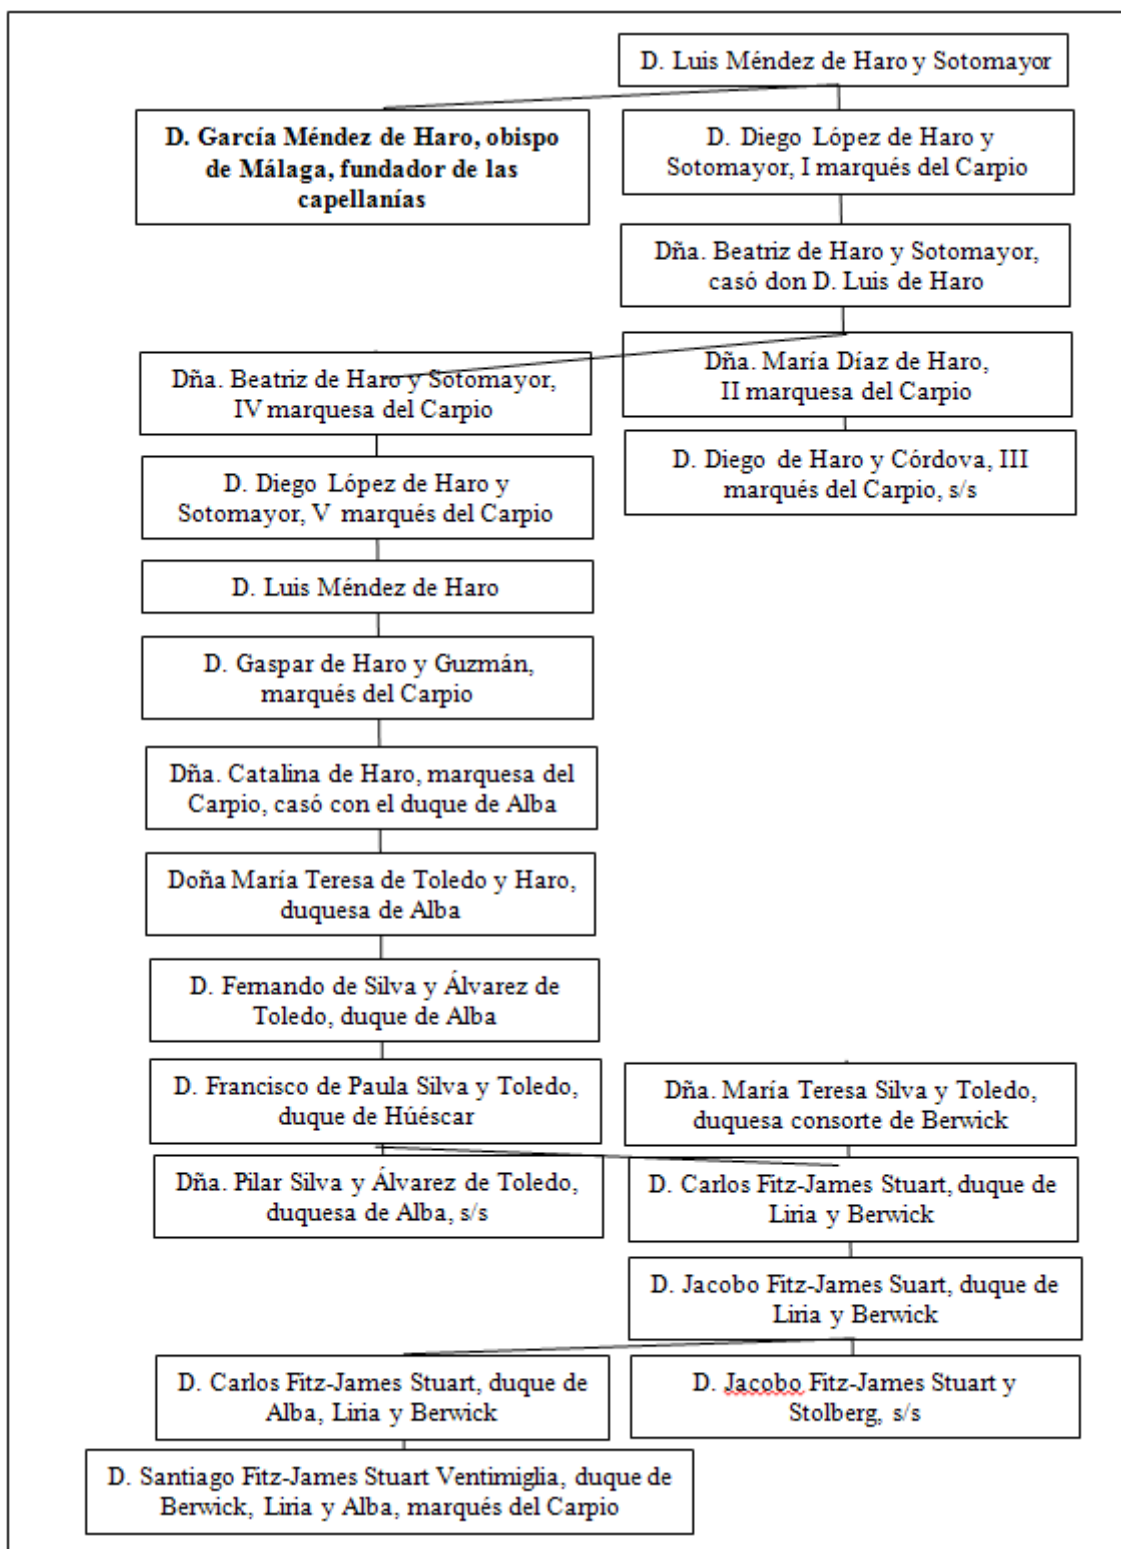 D. Luis Méndez de Haro y Sotomayor
D. García Méndez de Haro, obispo
de Málaga, fundador de las
capellanías
D. Diego López de Haro y
Sotomayor, I marqués del Carpio
Dña. Beatriz de Haro y Sotomayor,
casó don D. Luis de Haro
Dña. María Díaz de Haro,
II marquesa del Carpio
Dña. Beatriz de Haro y Sotomayor,
IV marquesa del Carpio
D. Diego de Haro y Córdova, III
marqués del Carpio, s/s
D. Diego López de Haro y
Sotomayor, V marqués del Carpio
D. Luis Méndez de Haro
D. Gaspar de Haro y Guzmán,
marqués del Carpio
Dña. Catalina de Haro, marquesa del
Carpio, casó con el duque de Alba
Doña María Teresa de Toledo y Haro,
duquesa de Alba
D. Fernando de Silva y Álvarez de
Toledo, duque de Alba
D. Francisco de Paula Silva y Toledo,
duque de Húéscar
Dña. María Teresa Silva y Toledo,
duquesa consorte de Berwick
Dña. Pilar Silva y Álvarez de Toledo,
duquesa de Alba, s/s
D. Carlos Fitz-James Stuart, duque de
Liria y Berwick
D. Jacobo Fitz-James Suart, duque de
Liria y Berwick
D. Carlos Fitz-James Stuart, duque de
Alba, Liria y Berwick
D. Jacobo Fitz-James Stuart y
Stolberg, s/s
D. Santiago Fitz-James Stuart Ventimiglia, duque de
Berwick, Liria y Alba, marqués del Carpio